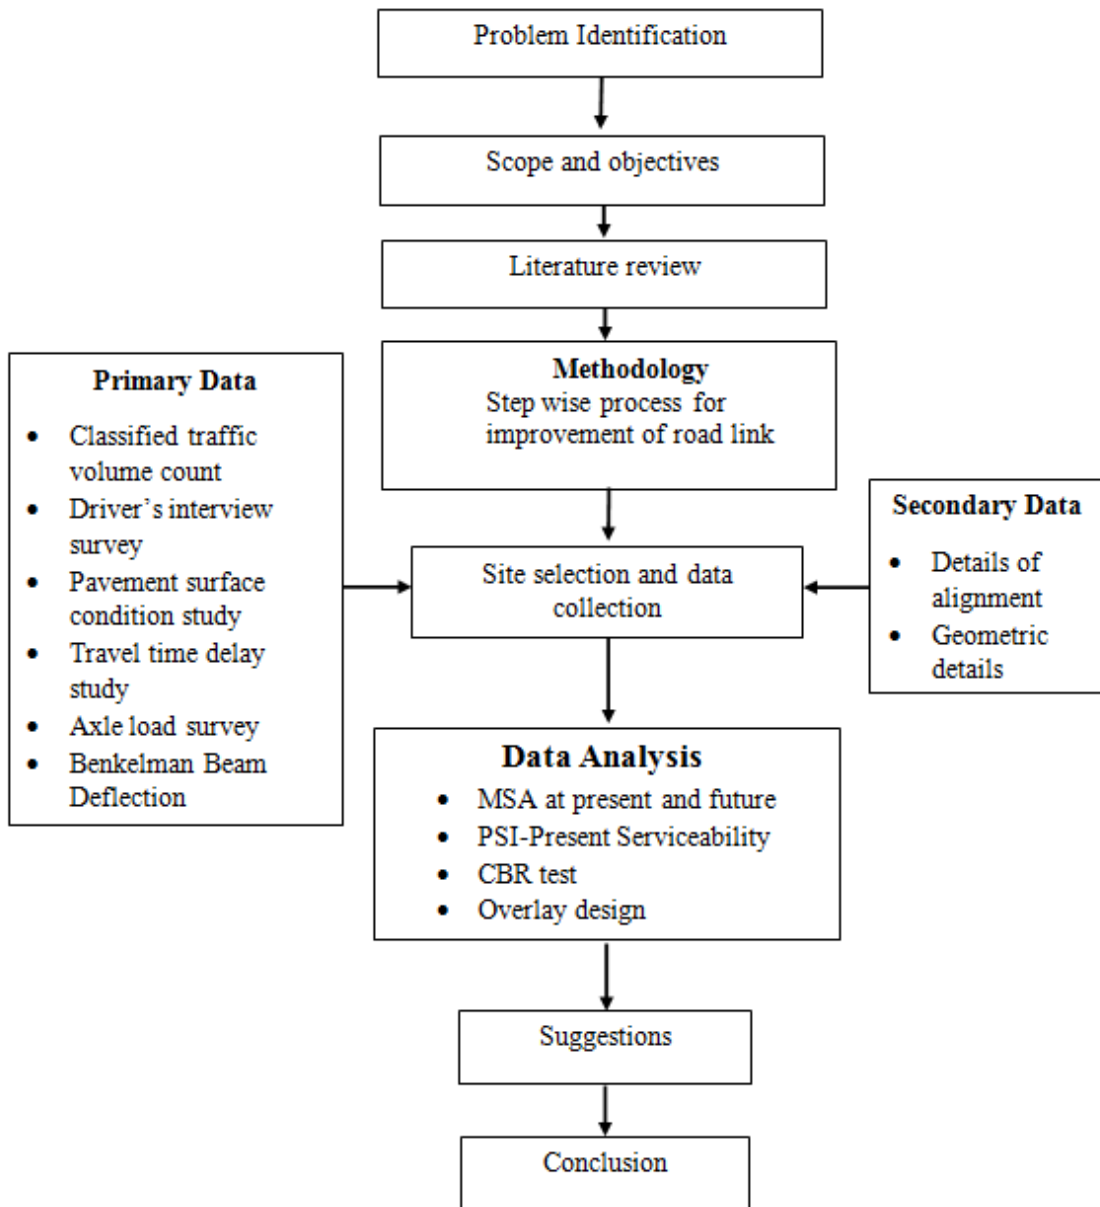 Problem Identification
Scope and objectives
Literature review
Methodology
Step wise process for
improvement of road link
Primary Data
• Classified traffic
volume count
• Driver’s interview
survey
• Pavement surface
condition study
• Travel time delay
study
• Axle load survey
• Benkelman Beam
Deflection
Site selection and data
collection
Secondary Data
• Details of
alignment
• Geometric
details
Data Analysis
• MSA at present and future
• PSI-Present Serviceability
• CBR test
• Overlay design
Suggestions
Conclusion